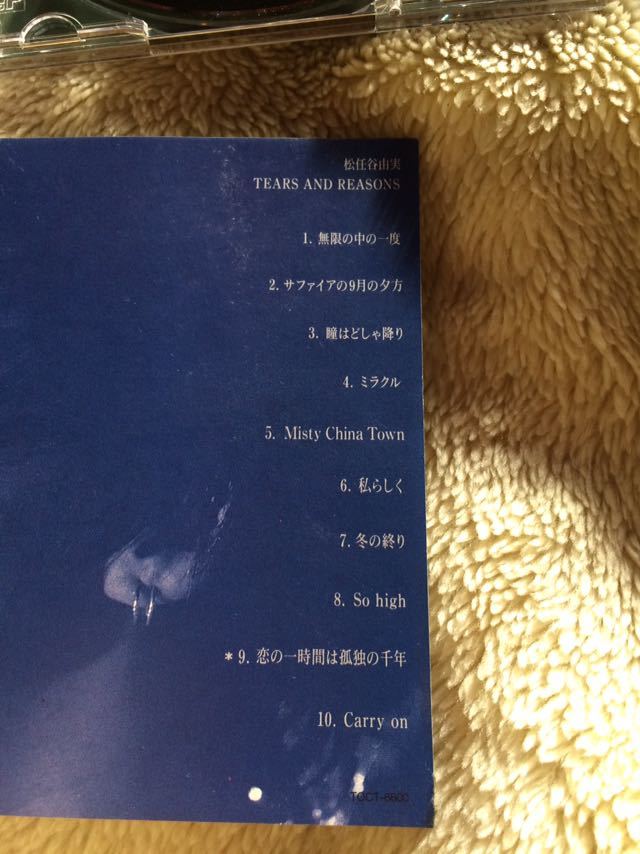 松任谷由実
TEARS AND REASONS
1. 無限の中の一度
2. サファイアの9月の夕方
3. 瞳はどしゃ降り
4. ミラクル
5. Misty China Town
6. 私らしく
7. 冬の終り
8. So high
*9. 恋の一時間は孤独の千年
10. Carry on